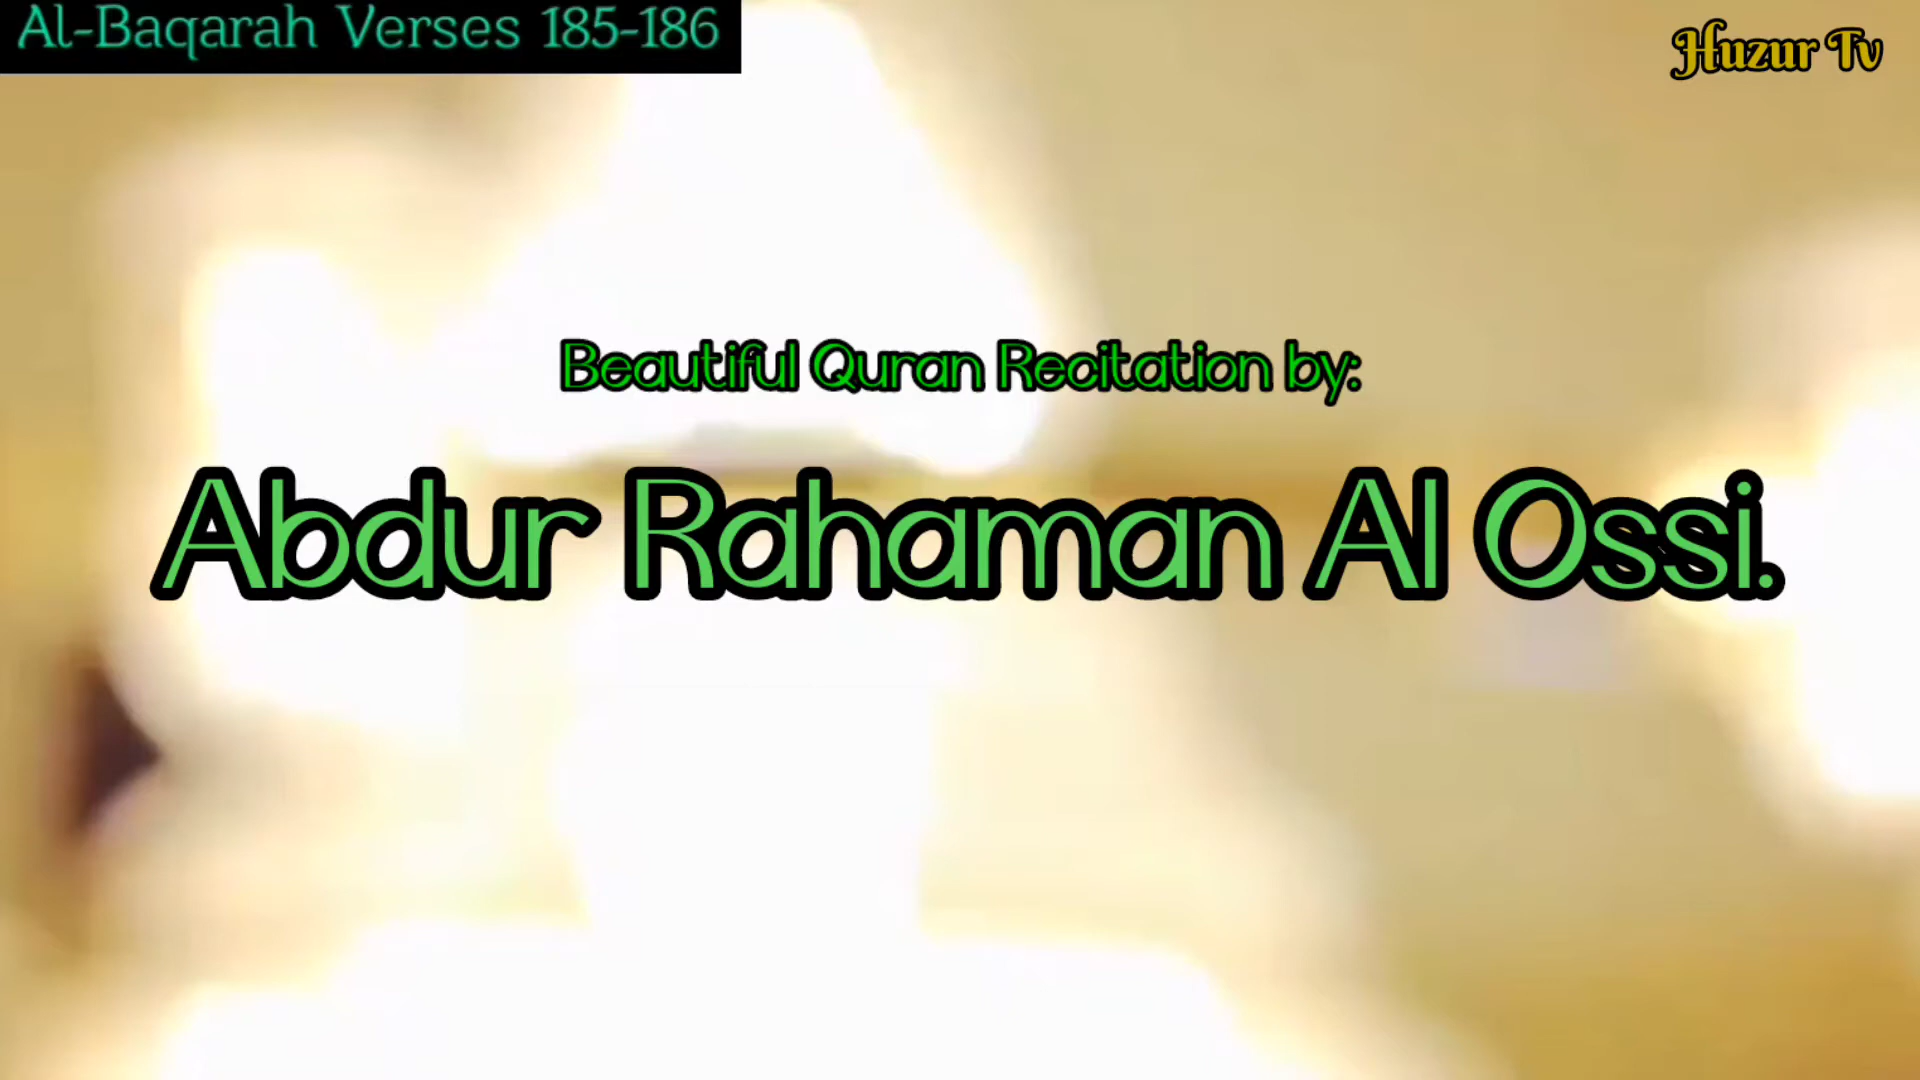 Al-Baqarah Verses 185-186
Huzur Tv
Beautiful Quran Recitation by:
Abdur Rahaman Al Ossi.